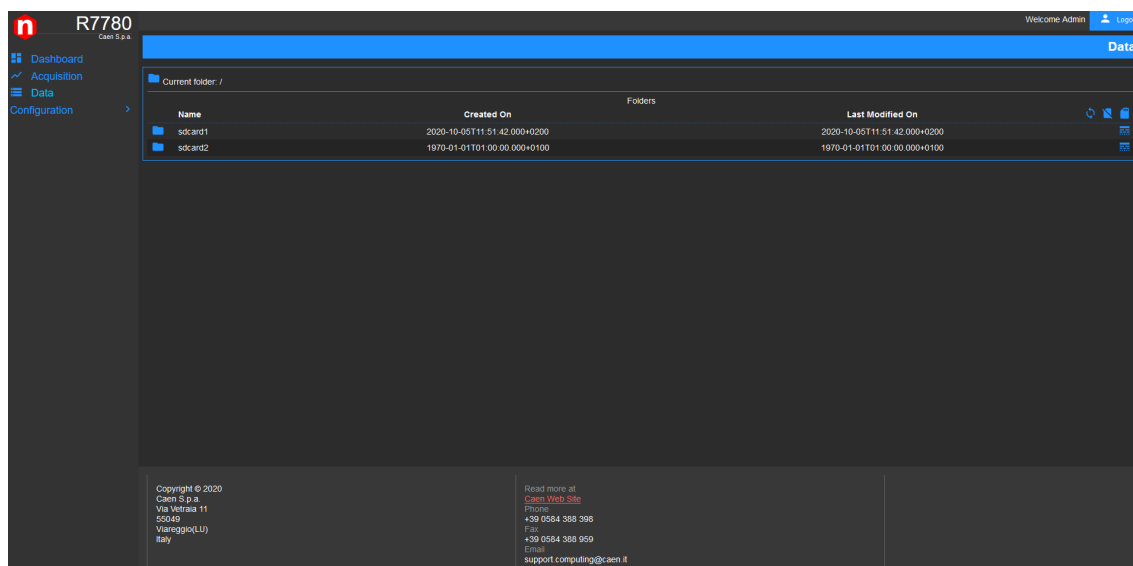 n
R7780
Caen S.p.a.
Welcome Admin
Logo
Dashboard
Acquisition
Data
Configuration
Data
Current folder: /
Folders
Name Created On Last Modified On
sdcard1 2020-10-05T11:51:42.000+0200 2020-10-05T11:51:42.000+0200
sdcard2 1970-01-01T01:00:00.000+0100 1970-01-01T01:00:00.000+0100
Copyright © 2020
Caen S.p.a.
Via Vetraia 11
55049
Viareggio(LU)
Italy
Read more at
Caen Web Site
Phone
+39 0584 388 398
Fax
+39 0584 388 959
Email
support.computing@caen.it